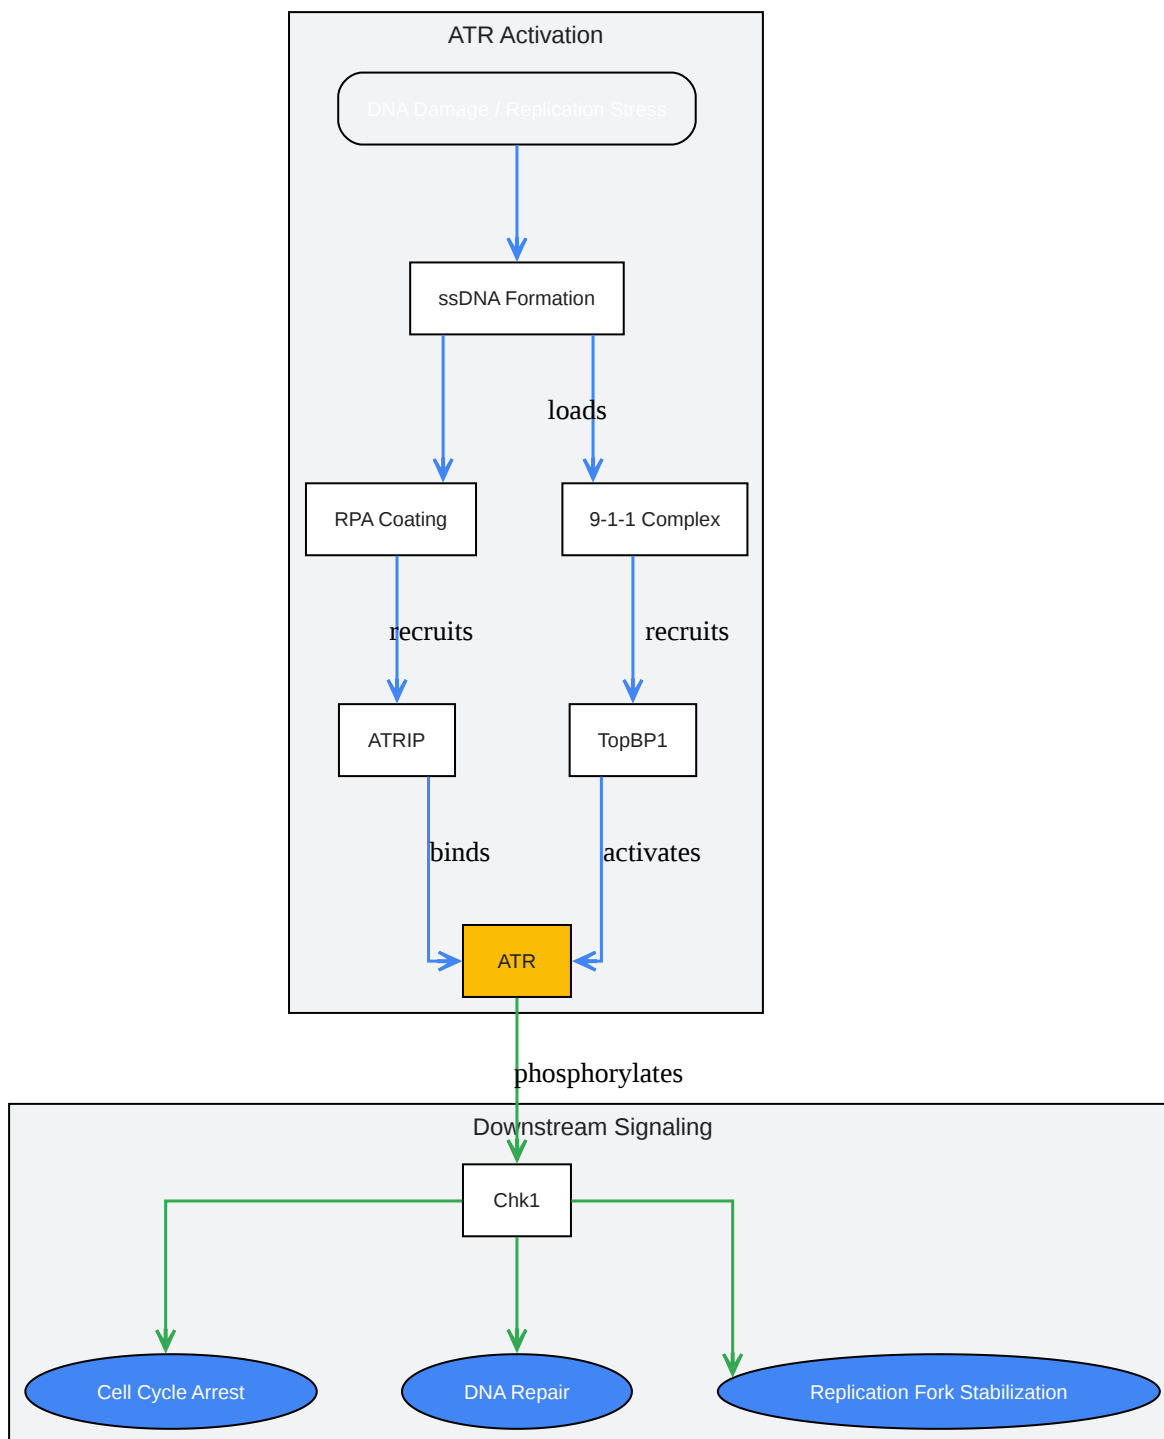 ATR Activation
DNA Damage / Replication Stress
ssDNA Formation
loads
RPA Coating
9-1-1 Complex
recruits
recruits
ATRIP
TopBP1
binds
activates
ATR
phosphorylates
Downstream Signaling
Chk1
Cell Cycle Arrest
DNA Repair
Replication Fork Stabilization